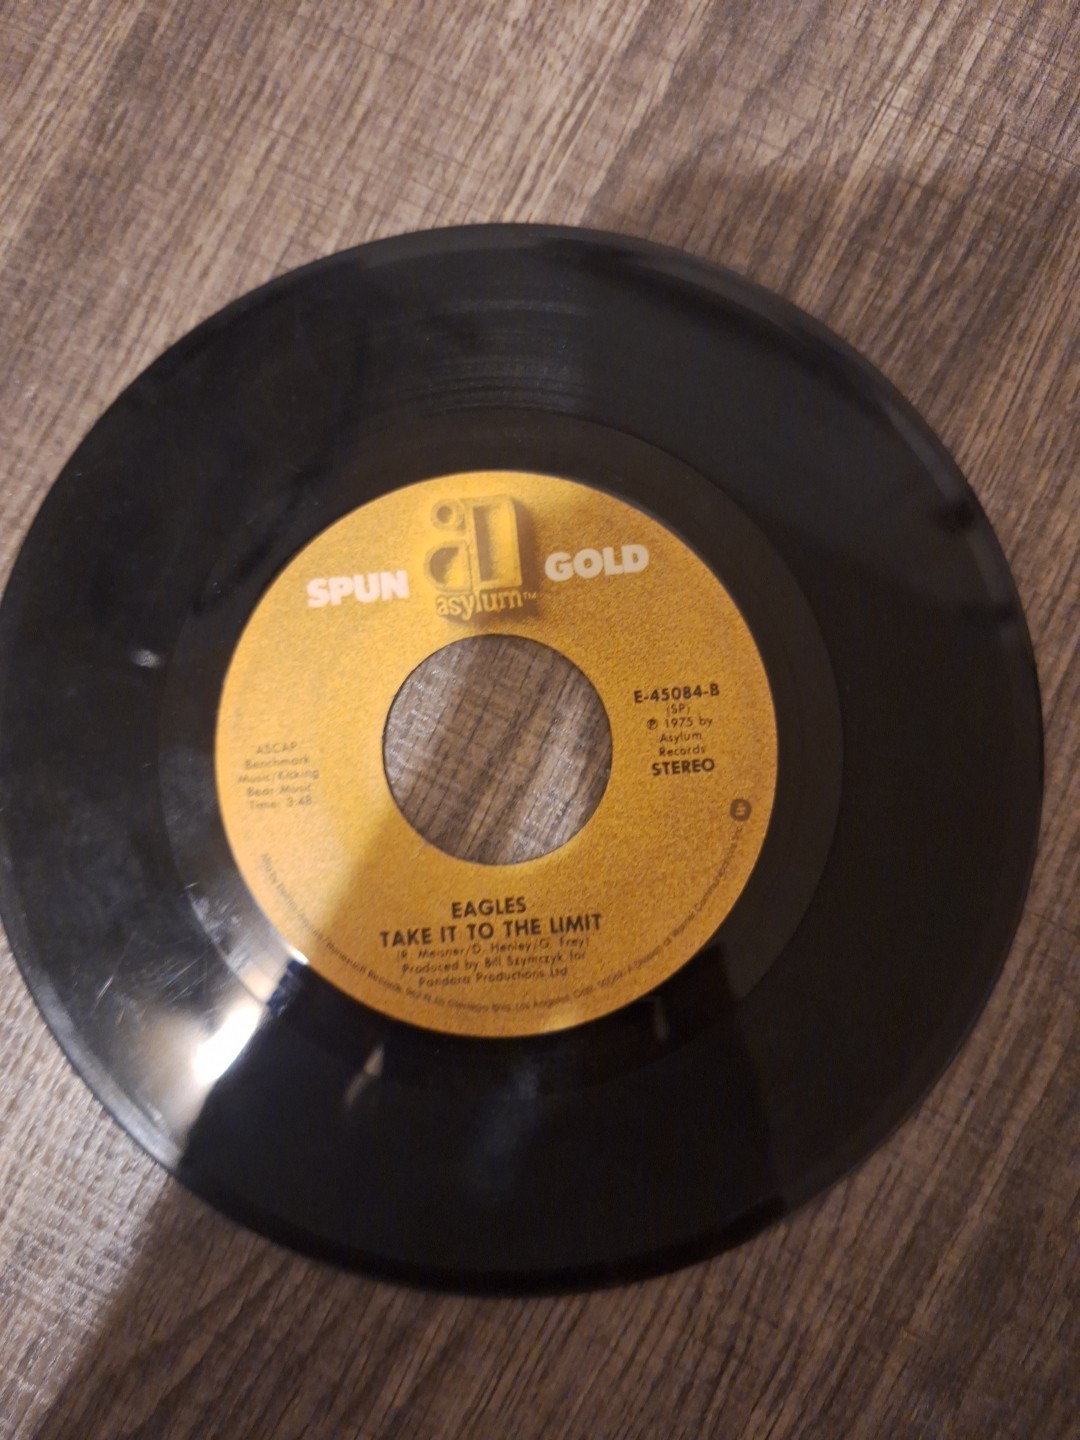 SPUN asylum™ GOLD
E-45084-B
(SP)
℗ 1975 by
Asylum
Records
STEREO
ASCAP
Benchmark
Music/Kicking
Bear Music
Time: 3:48
EAGLES
TAKE IT TO THE LIMIT
(R. Meisner/D. Henley/G. Frey)
Produced by Bill Szymczyk for
Pandora Productions Ltd.